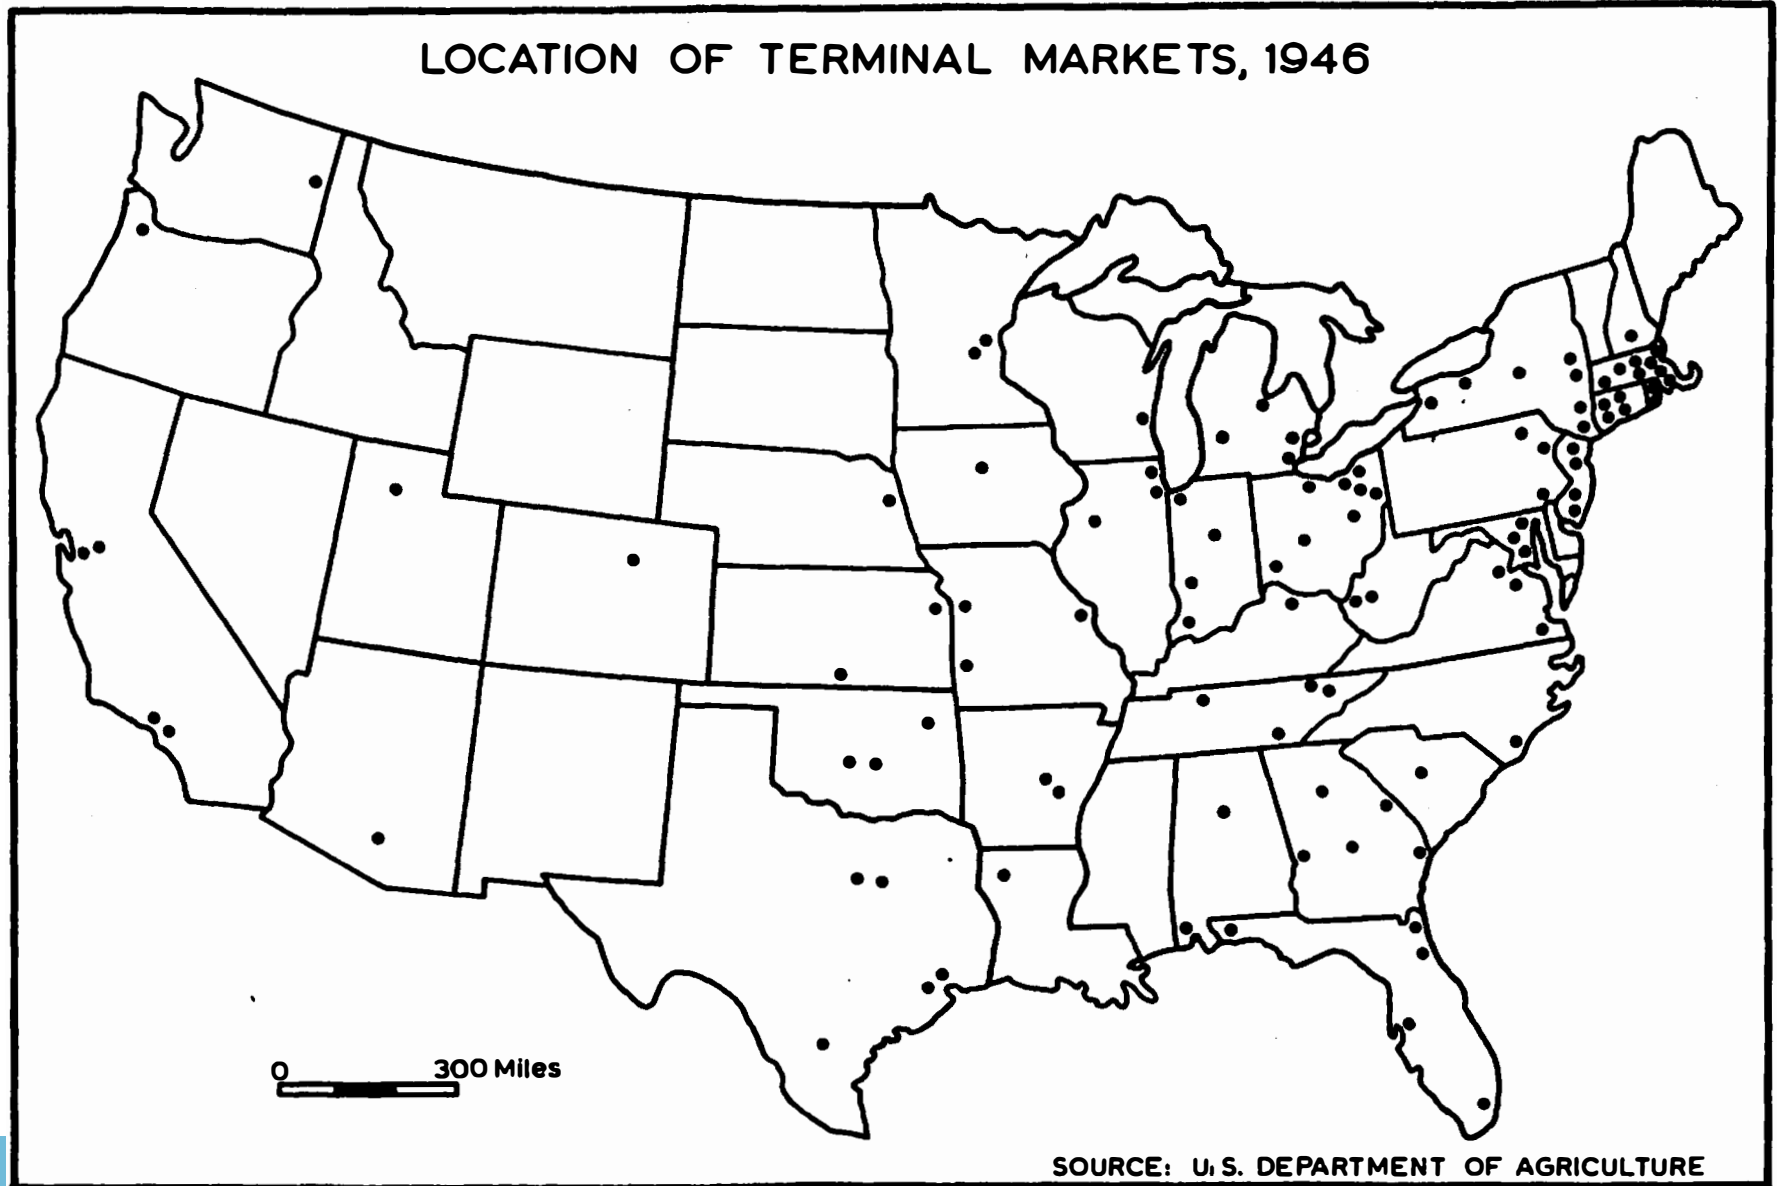 LOCATION OF TERMINAL MARKETS, 1946
0 300 Miles
SOURCE: U.S. DEPARTMENT OF AGRICULTURE